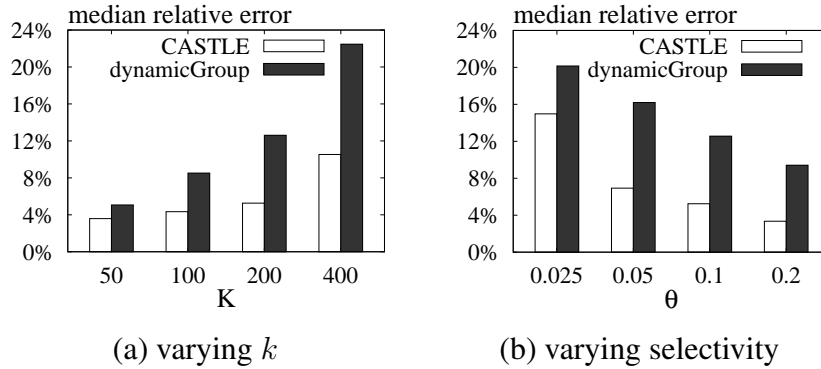 median relative error
24%
20%
16%
12%
8%
4%
0%
CASTLE
dynamicGroup
50 100 200 400
K
(a) varying k
median relative error
24%
20%
16%
12%
8%
4%
0%
CASTLE
dynamicGroup
0.025 0.05 0.1 0.2
θ
(b) varying selectivity